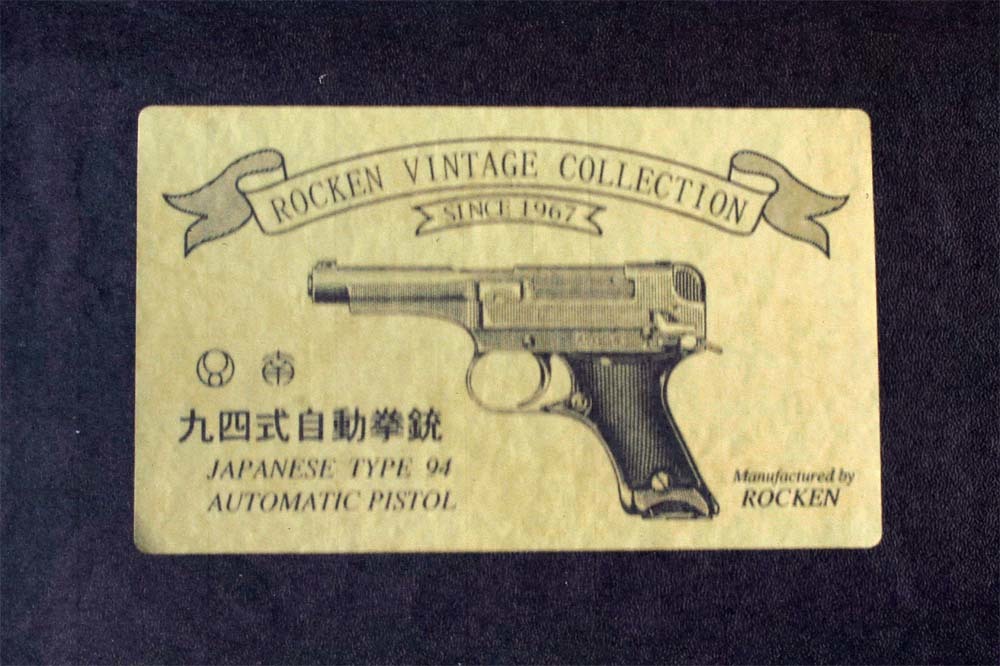 ROCKEN VINTAGE COLLECTION
SINCE 1967
九四式自動拳銃
JAPANESE TYPE 94
AUTOMATIC PISTOL
Manufactured by
ROCKEN